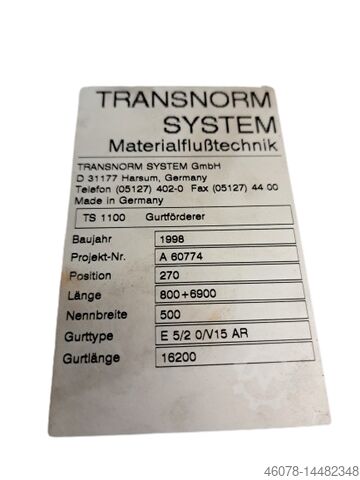 TRANSNORM
SYSTEM
Materialflußtechnik
TRANSNORM SYSTEM GmbH
D 31177 Harsum, Germany
Telefon (05127) 402-0 Fax (05127) 44 00
Made in Germany
TS 1100 Gurtförderer
Baujahr 1998
Projekt-Nr. A 60774
Position 270
Länge 800+6900
Nennbreite 500
Gurttype E 5/2 0/V15 AR
Gurtlänge 16200
46078-14482348